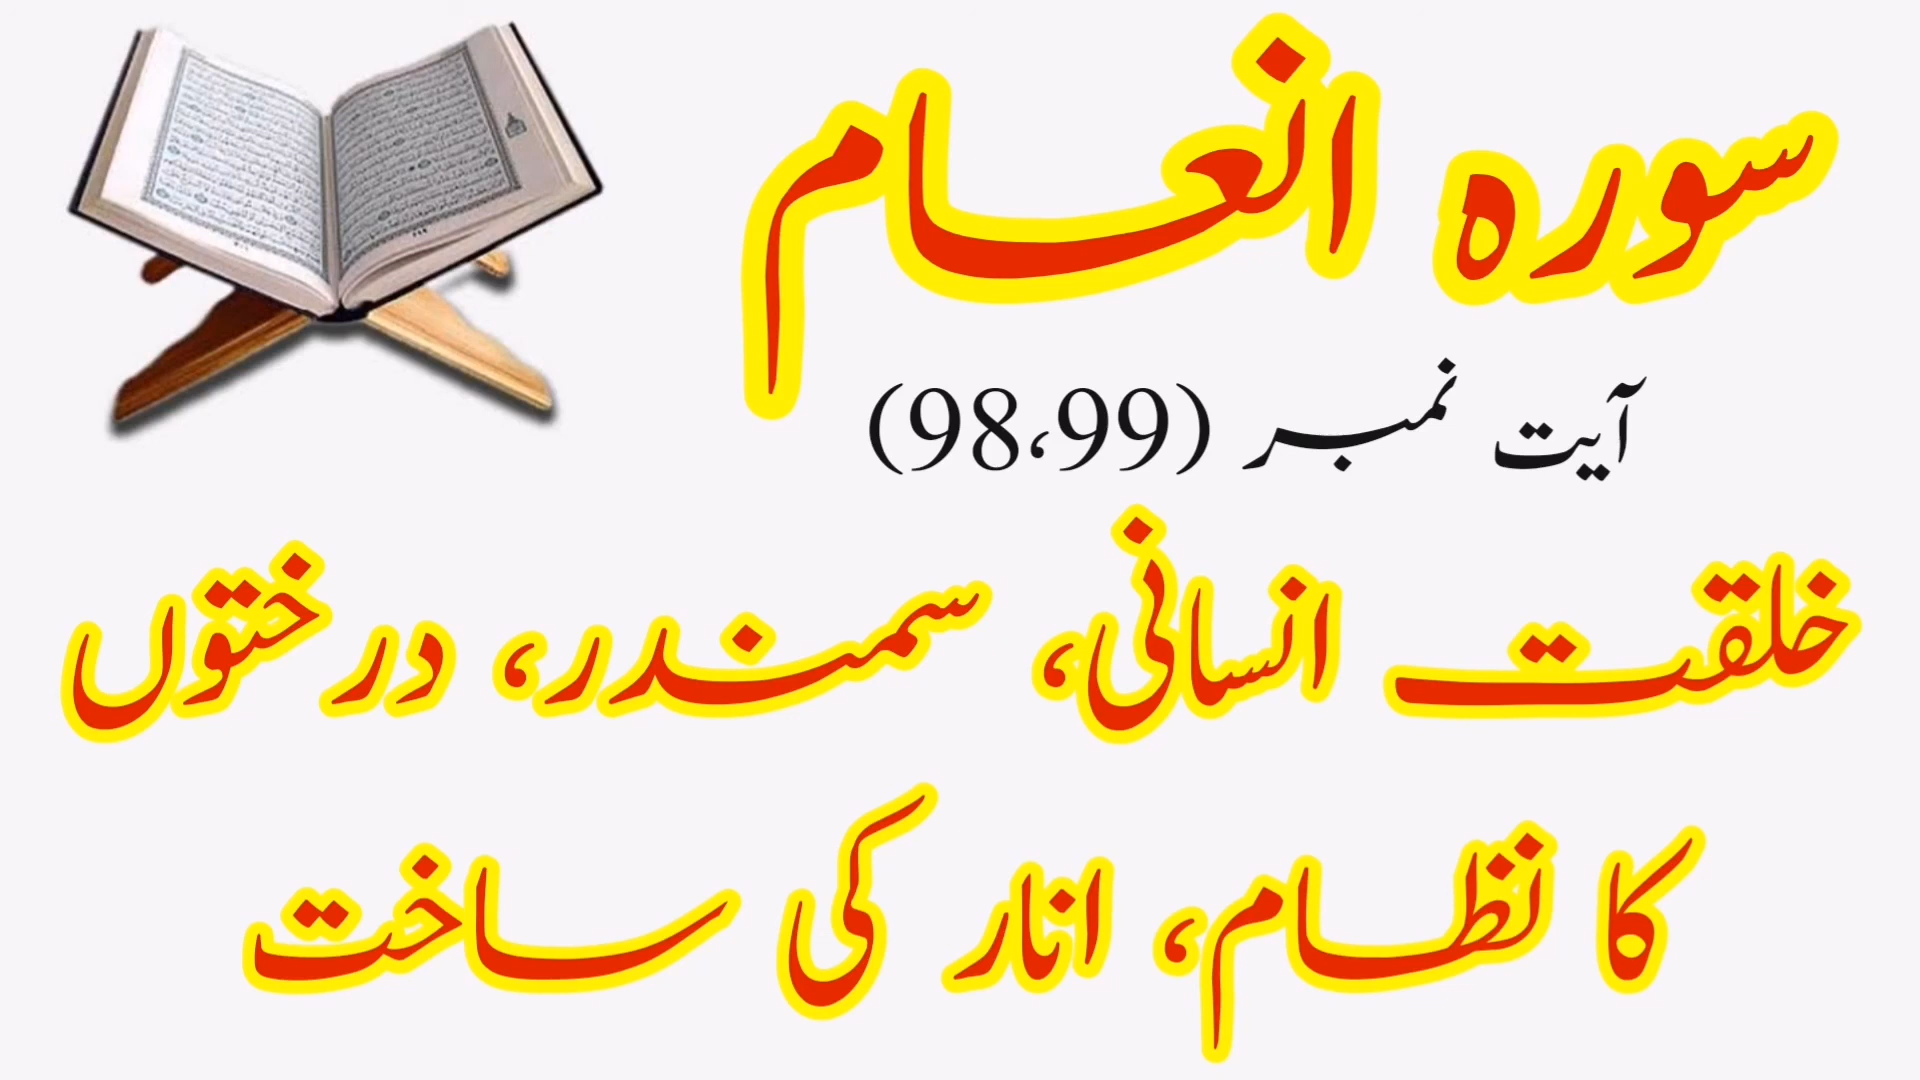 سورہ انعام
آیت نمبر (98،99)
خلقت انسانی، سمندر، درختوں
کا نظام، انار کی ساخت